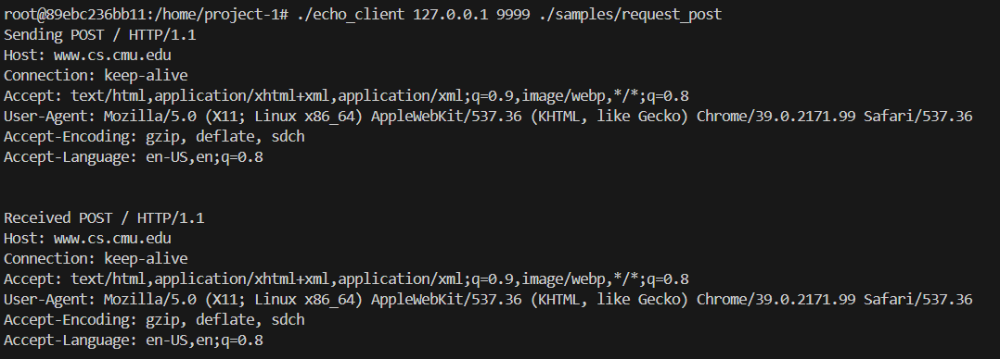 root@89ebc236bb11:/home/project-1# ./echo_client 127.0.0.1 9999 ./samples/request_post
Sending POST / HTTP/1.1
Host: www.cs.cmu.edu
Connection: keep-alive
Accept: text/html,application/xhtml+xml,application/xml;q=0.9,image/webp,*/*;q=0.8
User-Agent: Mozilla/5.0 (X11; Linux x86_64) AppleWebKit/537.36 (KHTML, like Gecko) Chrome/39.0.2171.99 Safari/537.36
Accept-Encoding: gzip, deflate, sdch
Accept-Language: en-US,en;q=0.8
Received POST / HTTP/1.1
Host: www.cs.cmu.edu
Connection: keep-alive
Accept: text/html,application/xhtml+xml,application/xml;q=0.9,image/webp,*/*;q=0.8
User-Agent: Mozilla/5.0 (X11; Linux x86_64) AppleWebKit/537.36 (KHTML, like Gecko) Chrome/39.0.2171.99 Safari/537.36
Accept-Encoding: gzip, deflate, sdch
Accept-Language: en-US,en;q=0.8